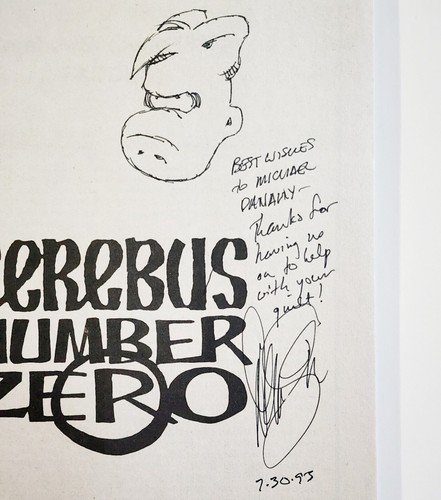 BEST WISHES
to MICHAEL
DANAHY —
Thanks for
having us
on to help
with your
quilt!
CEREBUS
NUMBER
ZERO
7.30.93